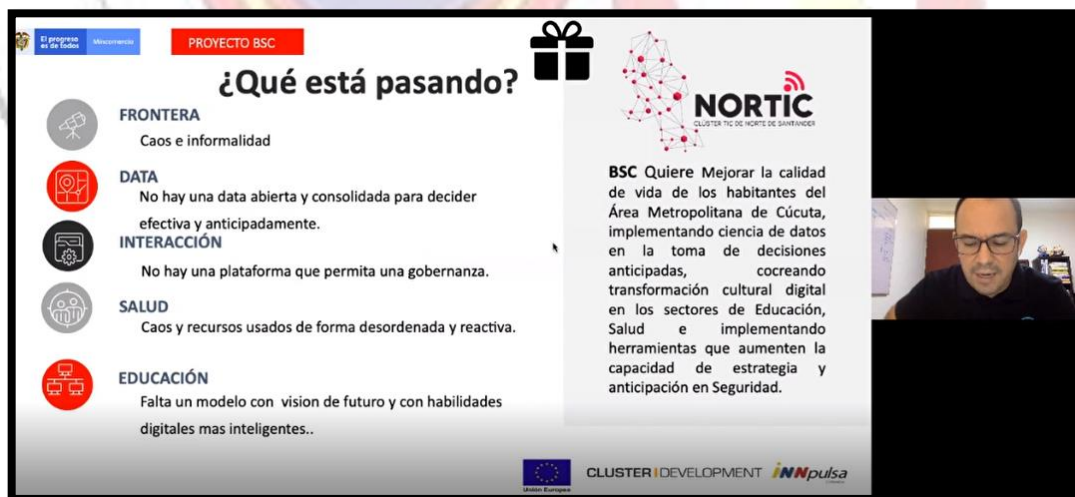 El progreso
es de todos
Mincomercio
PROYECTO BSC
¿Qué está pasando?
FRONTERA
Caos e informalidad
DATA
No hay una data abierta y consolidada para decider
efectiva y anticipadamente.
INTERACCIÓN
No hay una plataforma que permita una gobernanza.
SALUD
Caos y recursos usados de forma desordenada y reactiva.
EDUCACIÓN
Falta un modelo con vision de futuro y con habilidades
digitales mas inteligentes..
NORTIC
CLÚSTER TIC DE NORTE DE SANTANDER
BSC Quiere Mejorar la calidad
de vida de los habitantes del
Área Metropolitana de Cúcuta,
implementando ciencia de datos
en la toma de decisiones
anticipadas, cocreando
transformación cultural digital
en los sectores de Educación,
Salud e implementando
herramientas que aumenten la
capacidad de estrategia y
anticipación en Seguridad.
Unión Europea
CLUSTER DEVELOPMENT
iNNpulsa